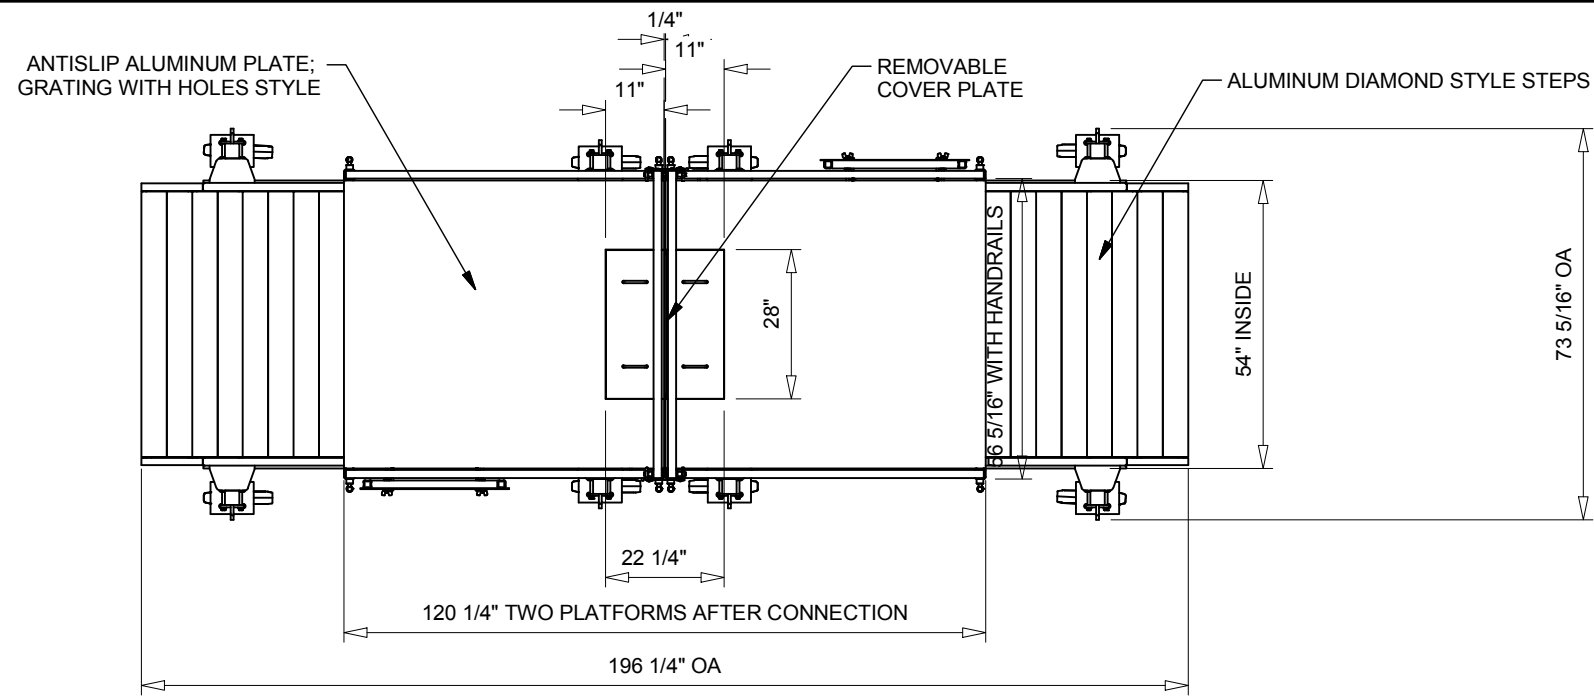 1/4"
11"
11"
ANTISLIP ALUMINUM PLATE;
GRATING WITH HOLES STYLE
REMOVABLE
COVER PLATE
ALUMINUM DIAMOND STYLE STEPS
28"
56 5/16" WITH HANDRAILS
54" INSIDE
73 5/16" OA
22 1/4"
120 1/4" TWO PLATFORMS AFTER CONNECTION
196 1/4" OA